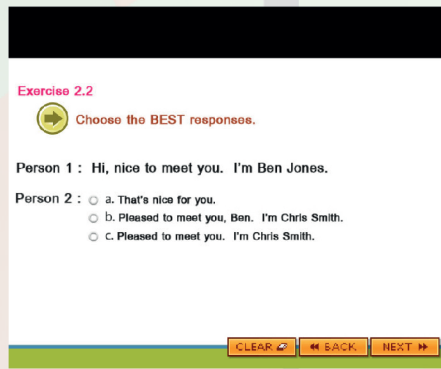 Exercise 2.2
Choose the BEST responses.
Person 1 : Hi, nice to meet you. I'm Ben Jones.
Person 2 : a. That's nice for you.
b. Pleased to meet you, Ben. I'm Chris Smith.
c. Pleased to meet you. I'm Chris Smith.
CLEAR BACK NEXT